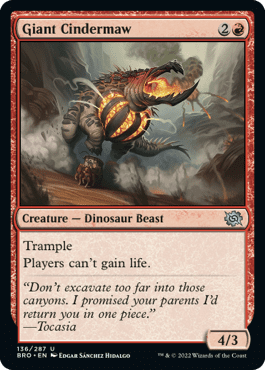 Giant Cindermaw 2
Creature — Dinosaur Beast
Trample
Players can't gain life.
"Don't excavate too far into those
canyons. I promised your parents I'd
return you in one piece."
—Tocasia
4/3
136/287 U
BRO • EN Edgar Sánchez Hidalgo
™ & © 2022 Wizards of the Coast